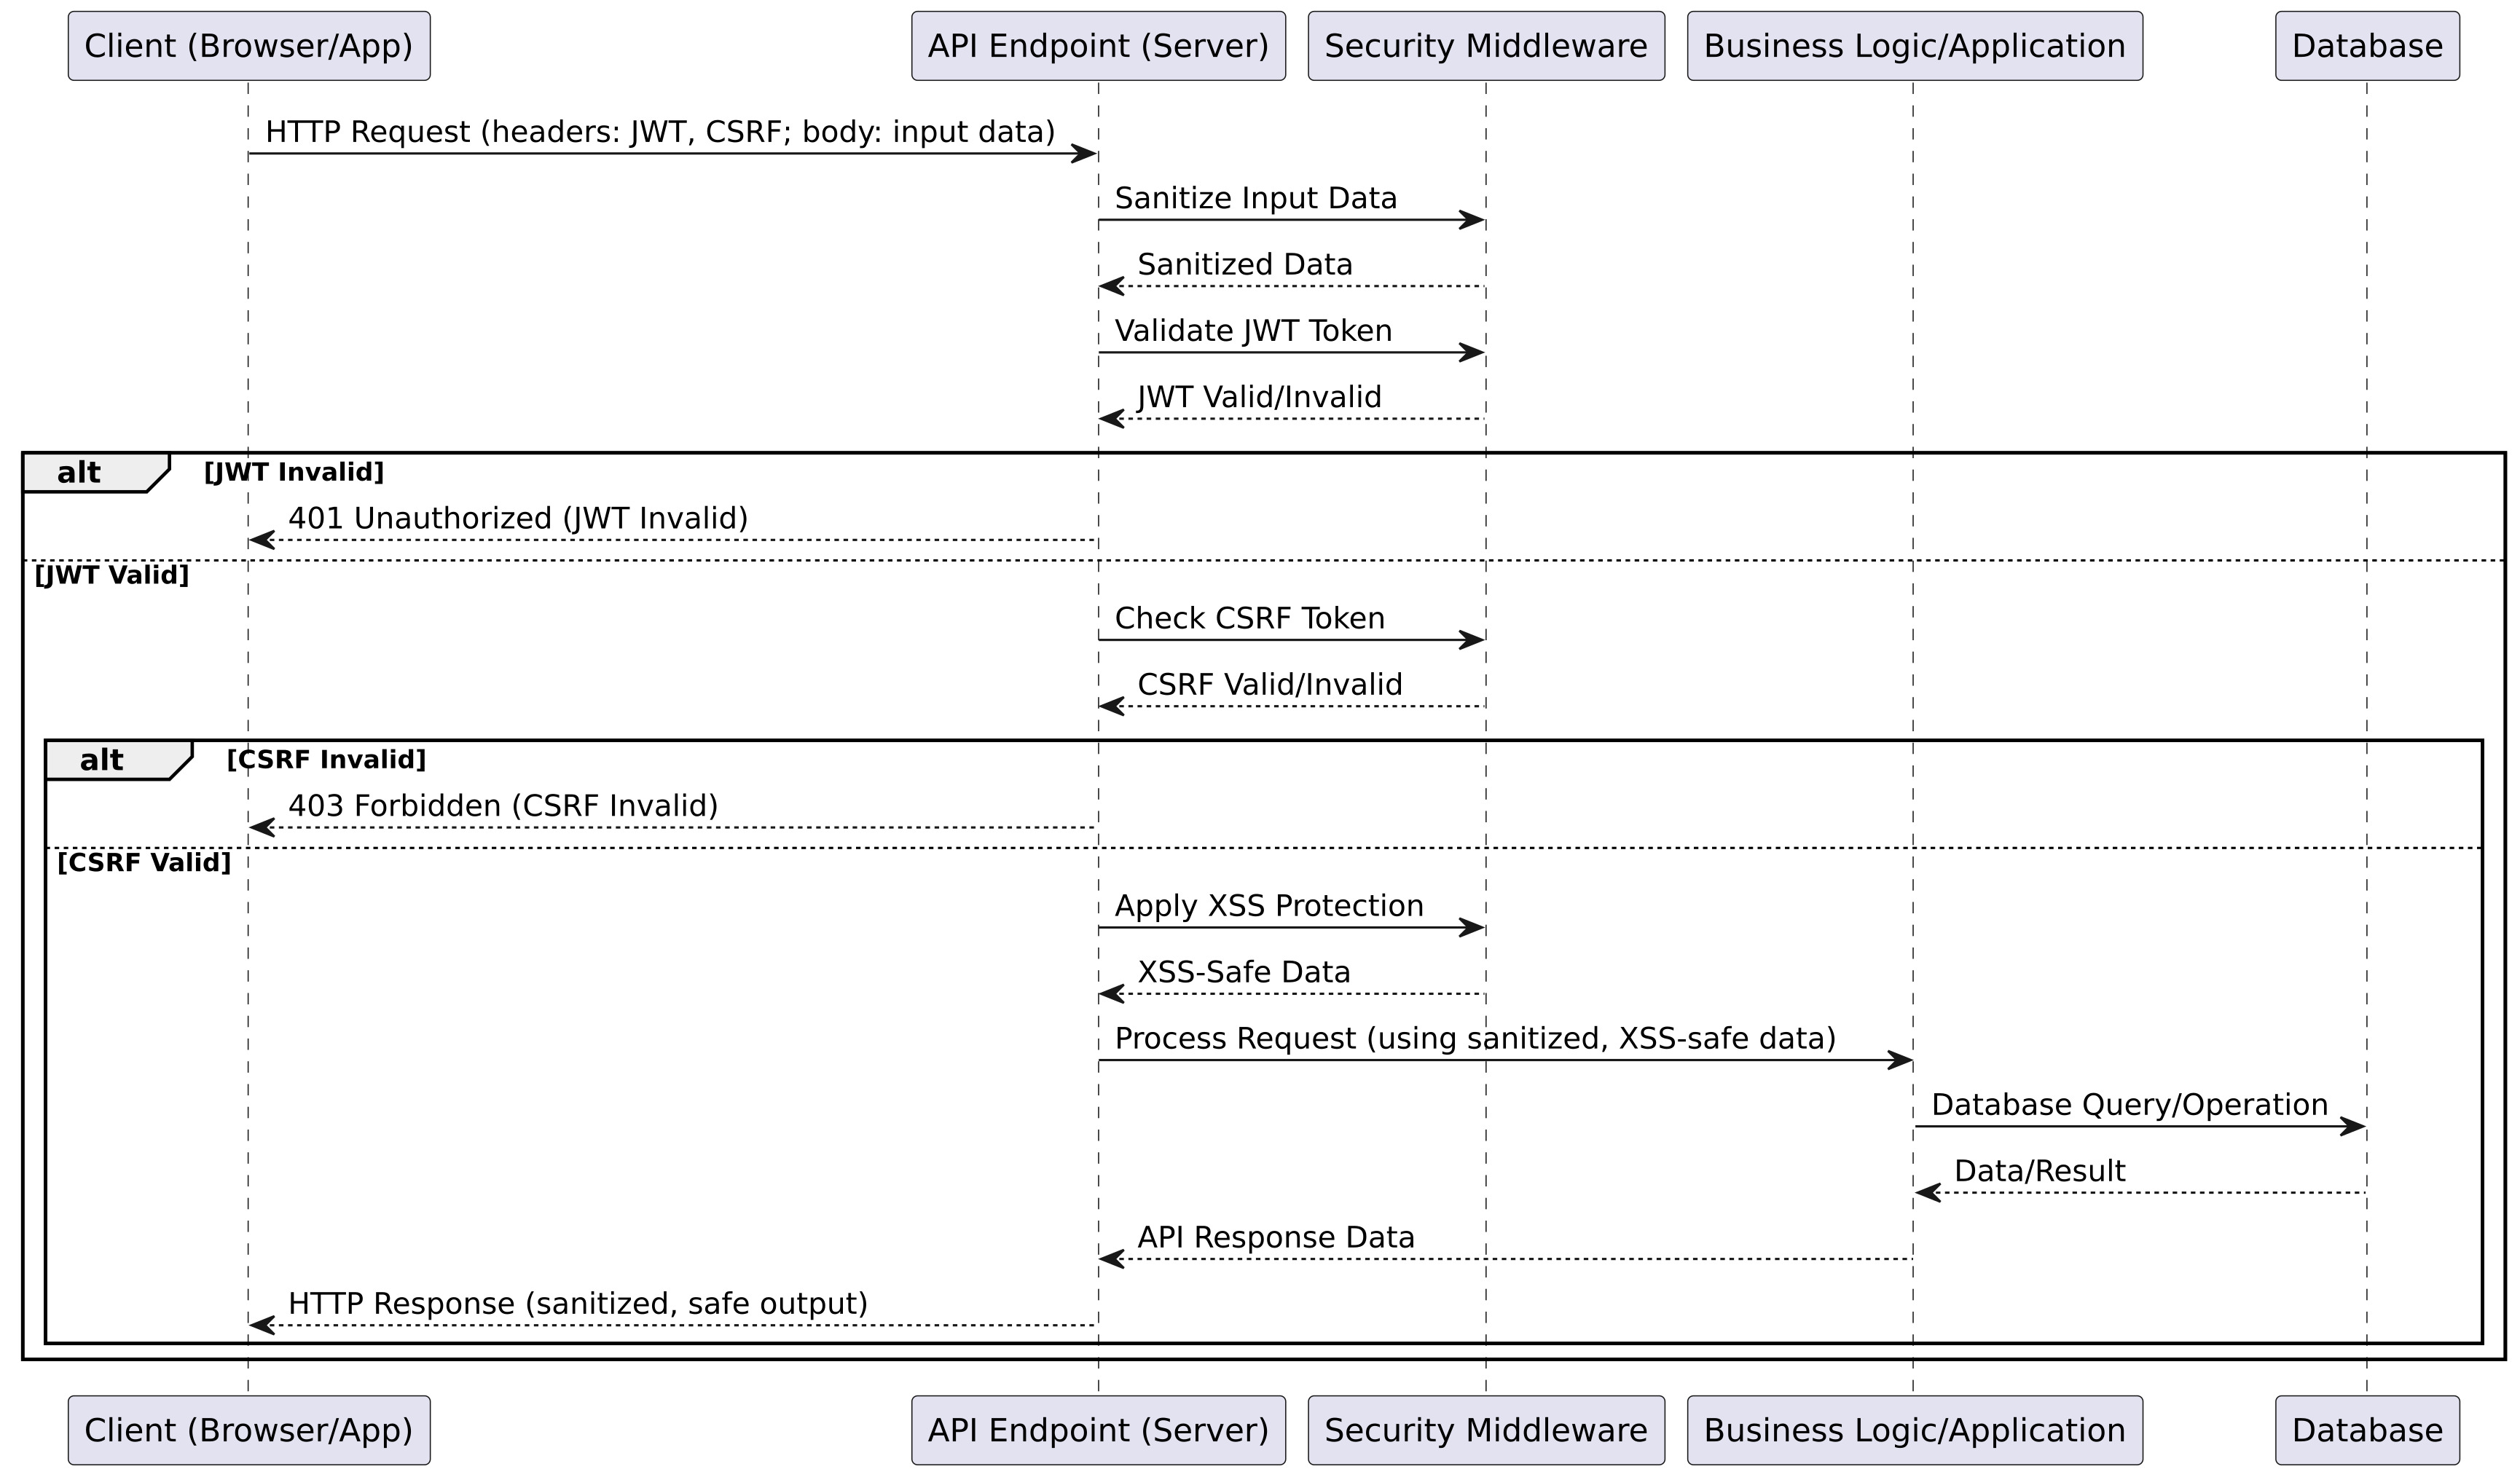 Client (Browser/App)
API Endpoint (Server)
Security Middleware
Business Logic/Application
Database
HTTP Request (headers: JWT, CSRF; body: input data)
Sanitize Input Data
Sanitized Data
Validate JWT Token
JWT Valid/Invalid
alt
[JWT Invalid]
401 Unauthorized (JWT Invalid)
[JWT Valid]
Check CSRF Token
CSRF Valid/Invalid
alt
[CSRF Invalid]
403 Forbidden (CSRF Invalid)
[CSRF Valid]
Apply XSS Protection
XSS-Safe Data
Process Request (using sanitized, XSS-safe data)
Database Query/Operation
Data/Result
API Response Data
HTTP Response (sanitized, safe output)
Client (Browser/App)
API Endpoint (Server)
Security Middleware
Business Logic/Application
Database